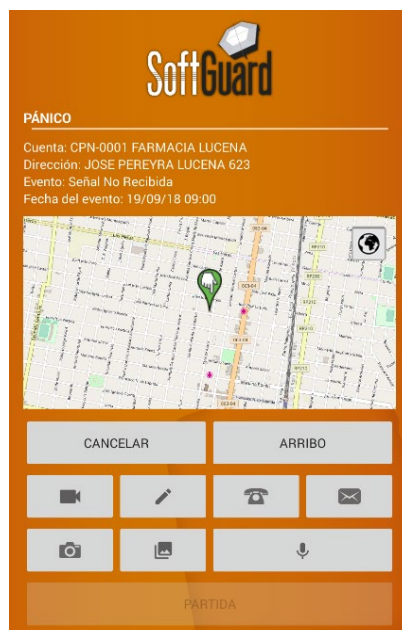 SoftGuard
PÁNICO
Cuenta: CPN-0001 FARMACIA LUCENA
Dirección: JOSE PEREYRA LUCENA 623
Evento: Señal No Recibida
Fecha del evento: 19/09/18 09:00
CANCELAR
ARRIBO
PARTIDA